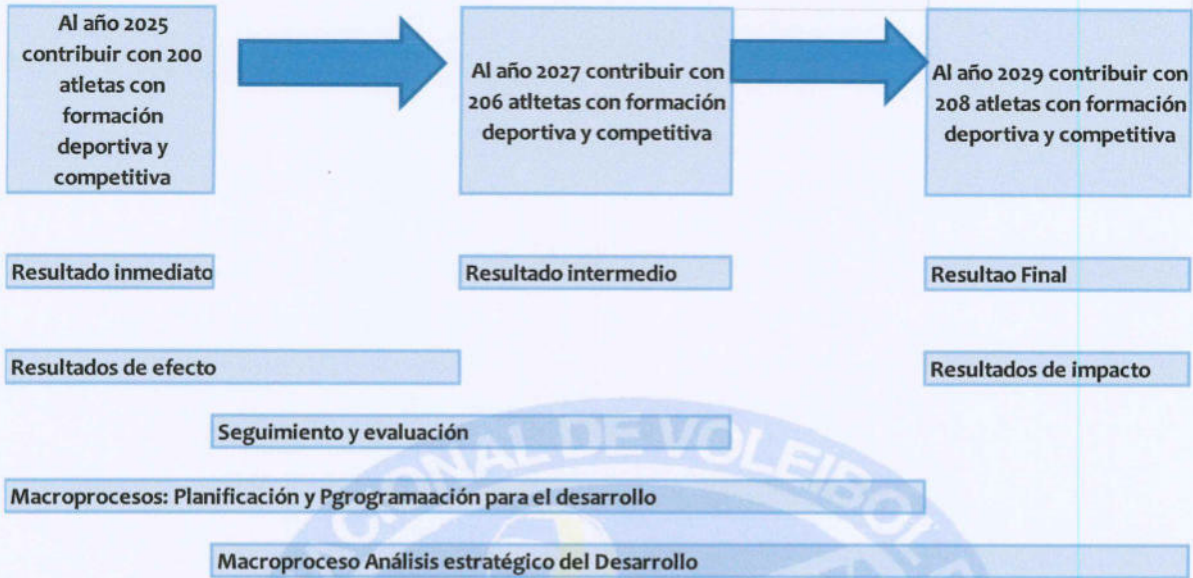 Al año 2025
contribuir con 200
atletas con
formación
deportiva y
competitiva
Al año 2027 contribuir con
206 atltetas con formación
deportiva y competitiva
Al año 2029 contribuir con
208 atletas con formación
deportiva y competitiva
Resultado inmediato
Resultado intermedio
Resultao Final
Resultados de efecto
Resultados de impacto
Seguimiento y evaluación
CIONAL DE VOLEIBOL
Macroprocesos: Planificación y Pgrogramaación para el desarrollo
Macroproceso Análisis estratégico del Desarrollo